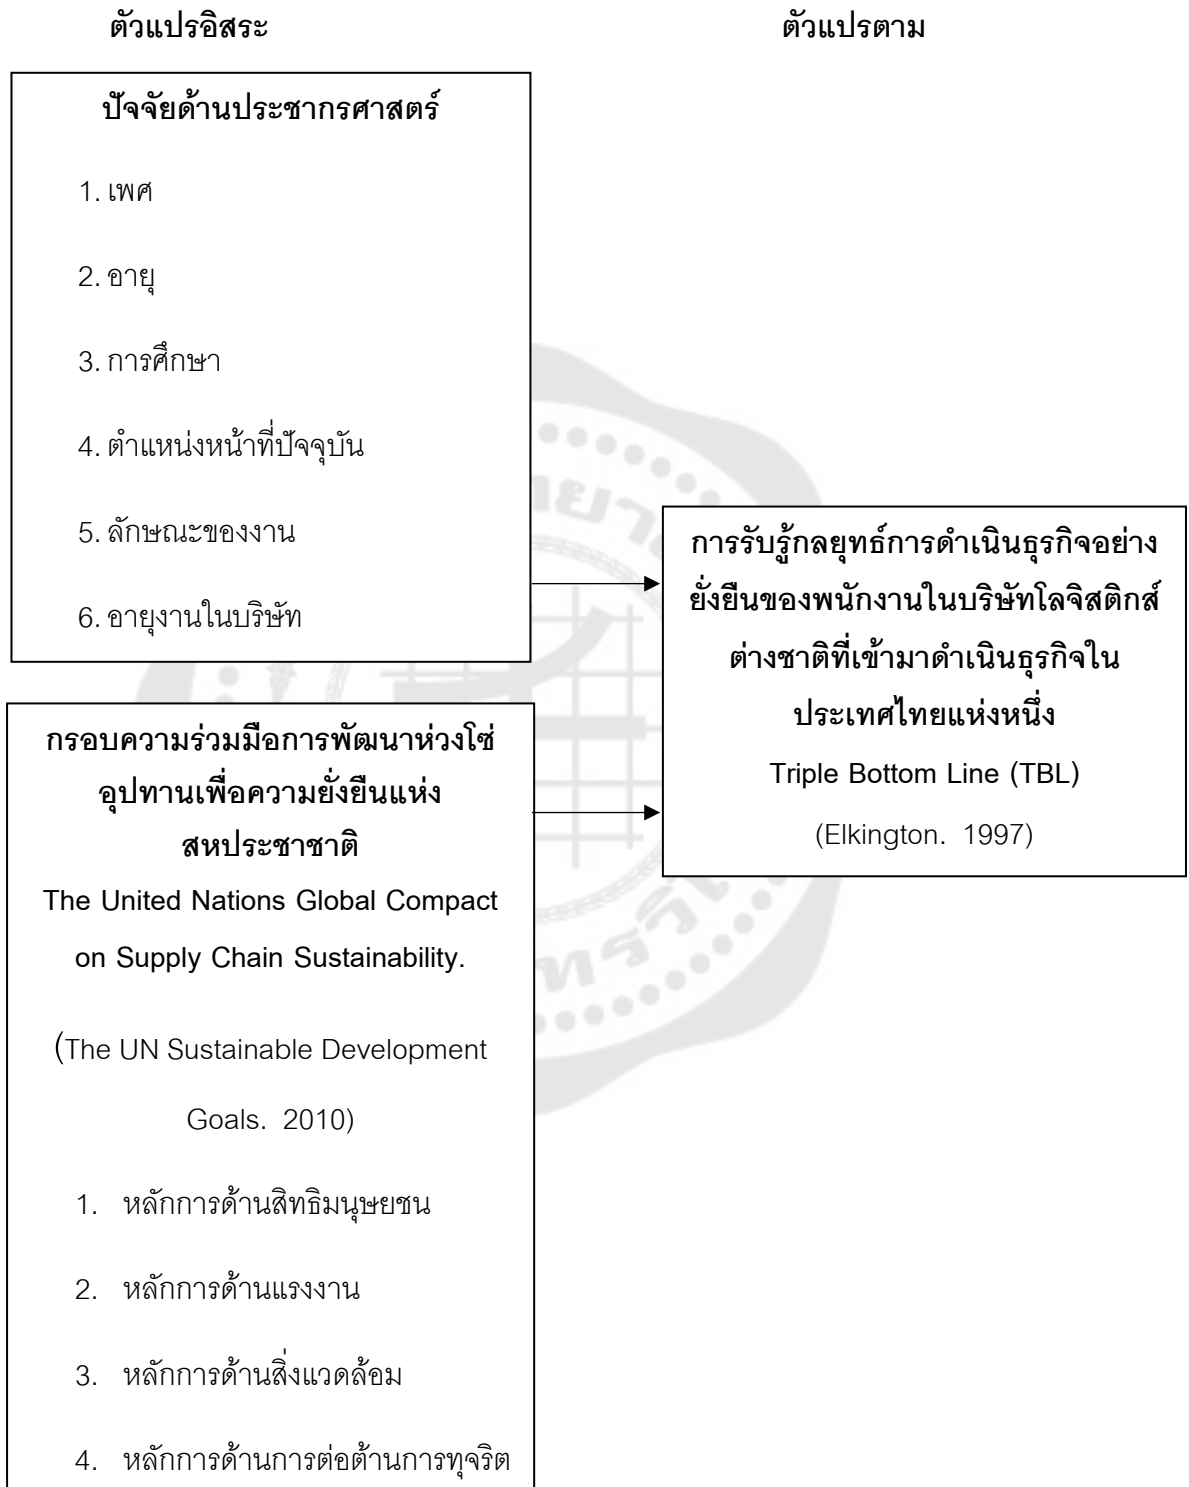 ตัวแปรอิสระ
ตัวแปรตาม
ปัจจัยด้านประชากรศาสตร์
1. เพศ
2. อายุ
3. การศึกษา
4. ตำแหน่งหน้าที่ปัจจุบัน
5. ลักษณะของงาน
6. อายุงานในบริษัท
กรอบความร่วมมือการพัฒนาห่วงโซ่
อุปทานเพื่อความยั่งยืนแห่ง
สหประชาชาติ
The United Nations Global Compact
on Supply Chain Sustainability.
(The UN Sustainable Development
Goals. 2010)
1. หลักการด้านสิทธิมนุษยชน
2. หลักการด้านแรงงาน
3. หลักการด้านสิ่งแวดล้อม
4. หลักการด้านการต่อต้านการทุจริต
การรับรู้กลยุทธ์การดำเนินธุรกิจอย่าง
ยั่งยืนของพนักงานในบริษัทโลจิสติกส์
ต่างชาติที่เข้ามาดำเนินธุรกิจใน
ประเทศไทยแห่งหนึ่ง
Triple Bottom Line (TBL)
(Elkington. 1997)